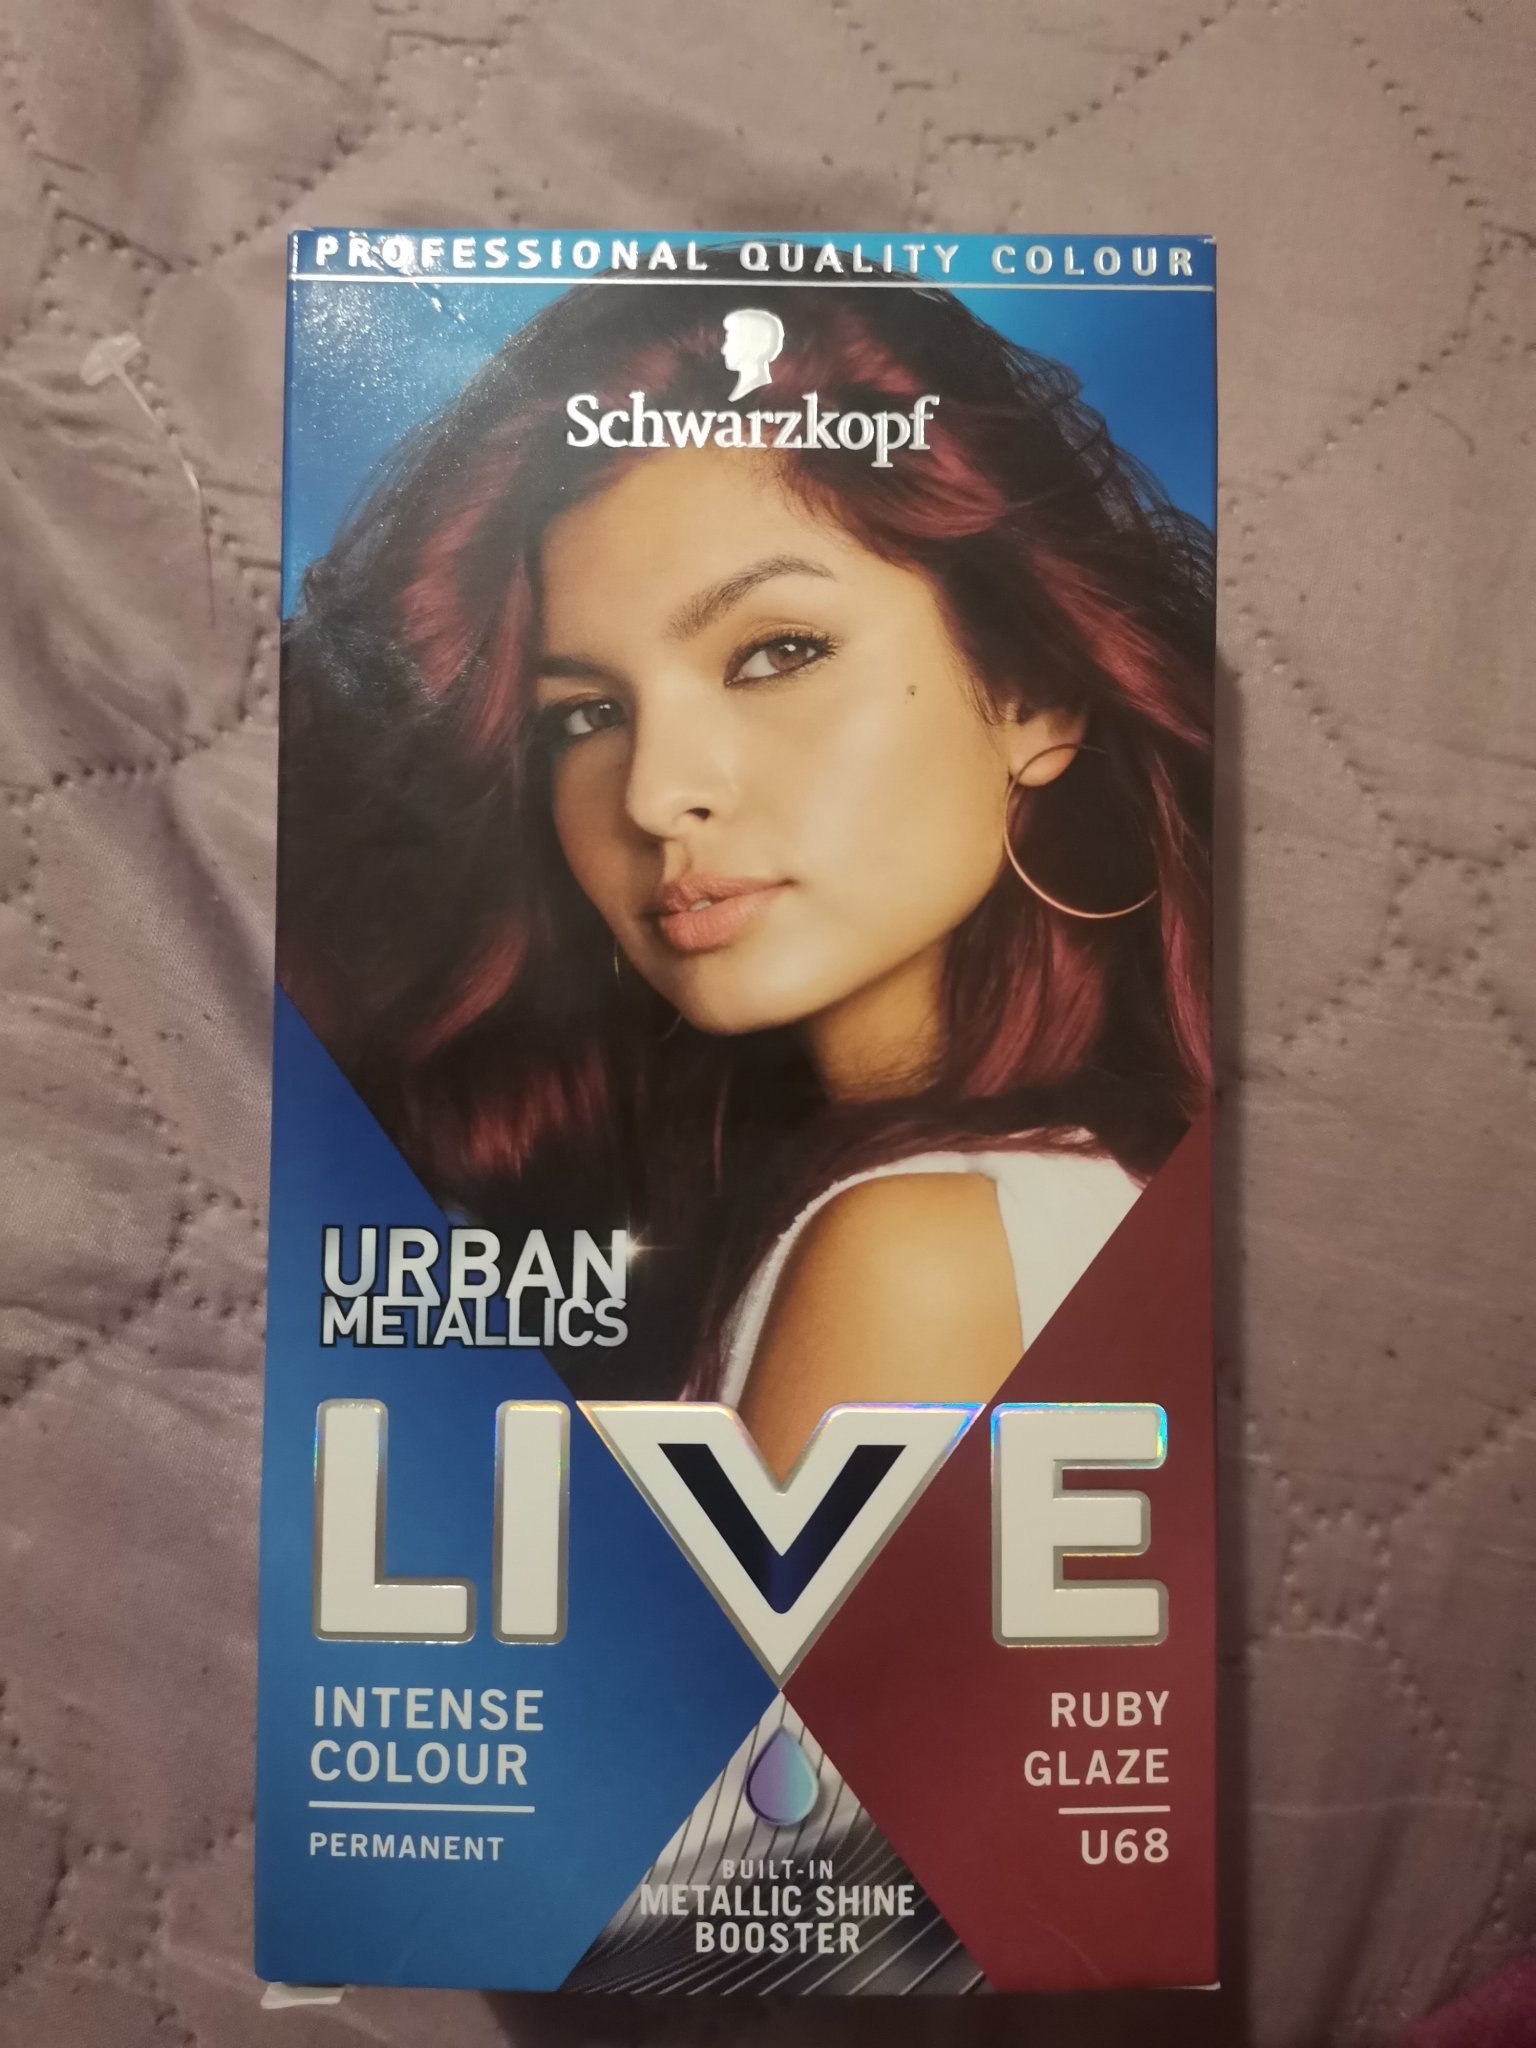 PROFESSIONAL QUALITY COLOUR
Schwarzkopf
URBAN
METALLICS
LIVE
INTENSE
COLOUR
PERMANENT
RUBY
GLAZE
U68
BUILT-IN
METALLIC SHINE
BOOSTER